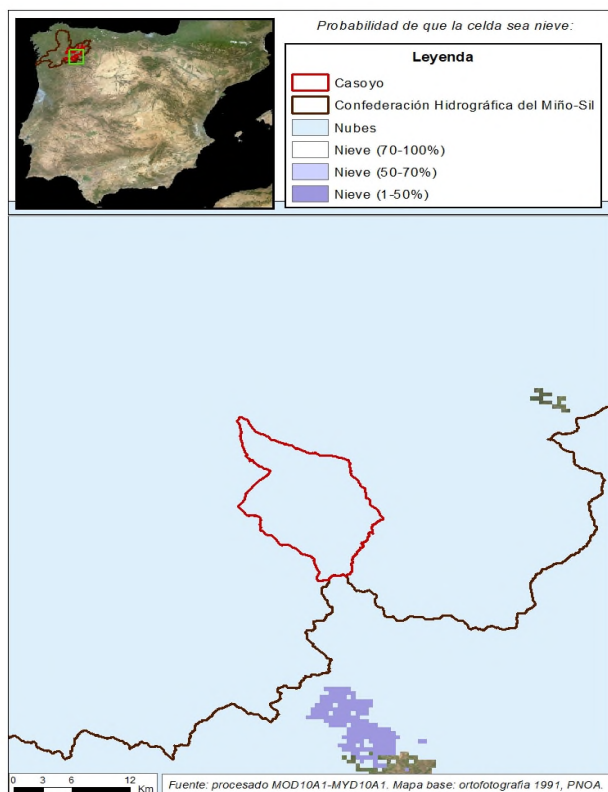 Probabilidad de que la celda sea nieve:
Leyenda
Casoyo
Confederación Hidrográfica del Miño-Sil
Nubes
Nieve (70-100%)
Nieve (50-70%)
Nieve (1-50%)
0 3 6 12
Km
Fuente: procesado MOD10A1-MYD10A1. Mapa base: ortofotografia 1991, PNOA.